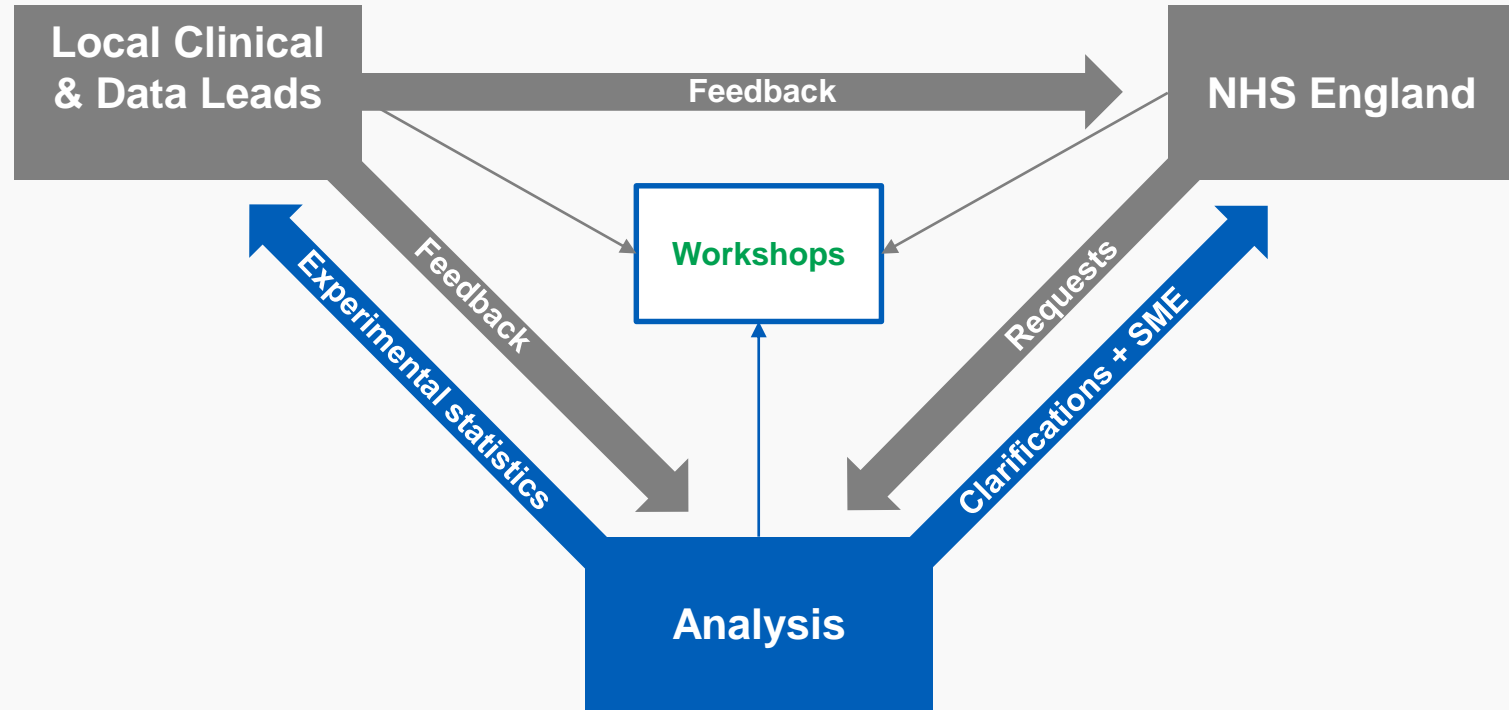 Local Clinical
& Data Leads
Feedback
NHS England
Workshops
Feedback
Experimental statistics
Requests
Clarifications + SME
Analysis